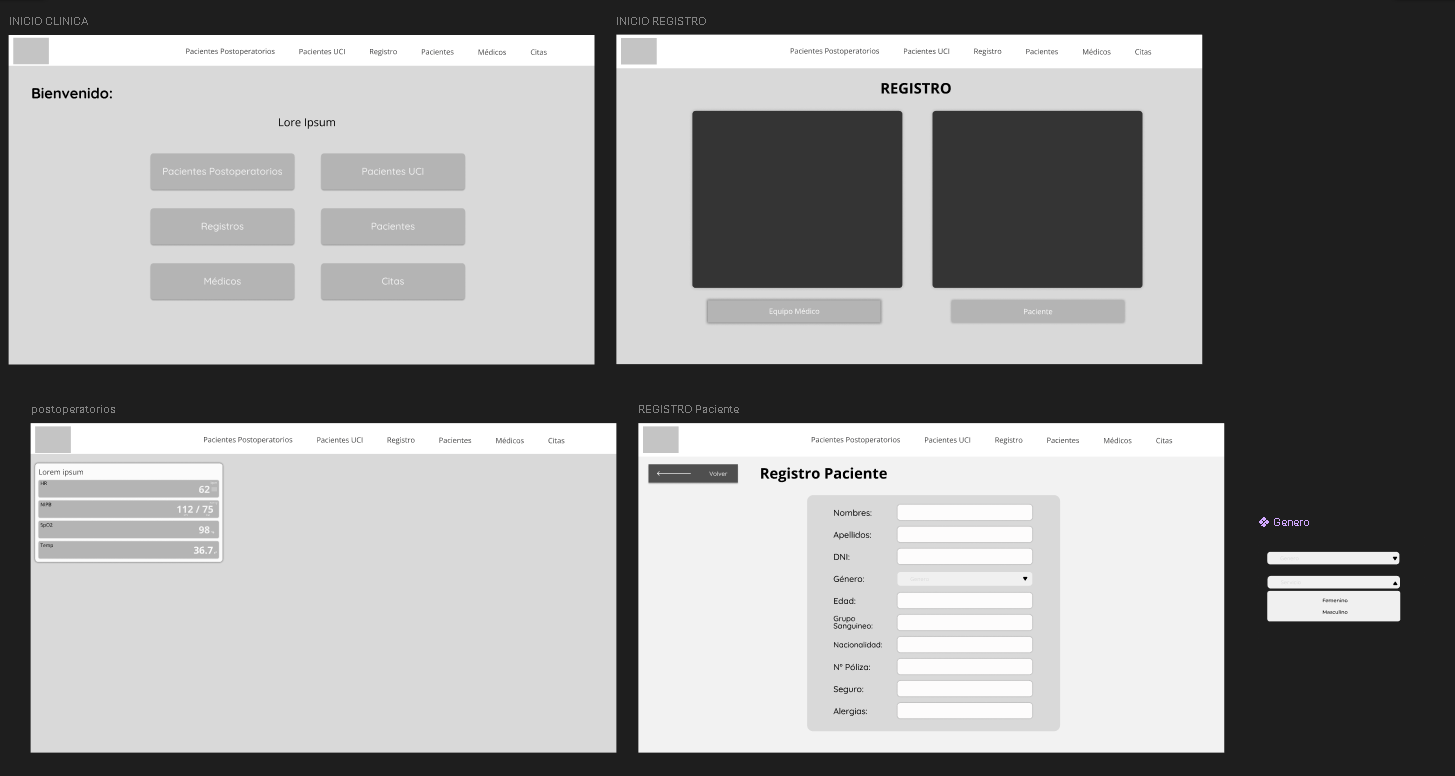 INICIO CLINICA
Pacientes Postoperatorios Pacientes UCI Registro Pacientes Médicos Citas
Bienvenido:
Lore Ipsum
Pacientes Postoperatorios Pacientes UCI
Registros Pacientes
Médicos Citas
INICIO REGISTRO
Pacientes Postoperatorios Pacientes UCI Registro Pacientes Médicos Citas
REGISTRO
Equipo Médico Paciente
postoperatorios
Pacientes Postoperatorios Pacientes UCI Registro Pacientes Médicos Citas
Lorem ipsum
HR
62
NIPB
112 / 75
SpO2
98
Temp
36.7
REGISTRO Paciente
Pacientes Postoperatorios Pacientes UCI Registro Pacientes Médicos Citas
Volver
Registro Paciente
Nombres:
Apellidos:
DNI:
Género:
Edad:
Grupo
Sanguineo:
Nacionalidad:
Nº Póliza:
Seguro:
Alergias:
Genero
Femenino
Masculino